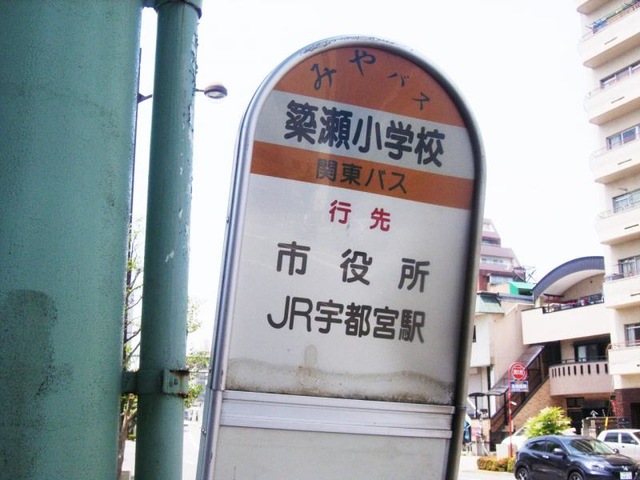 みやバス
簗瀬小学校
関東バス
行先
市役所
JR宇都宮駅